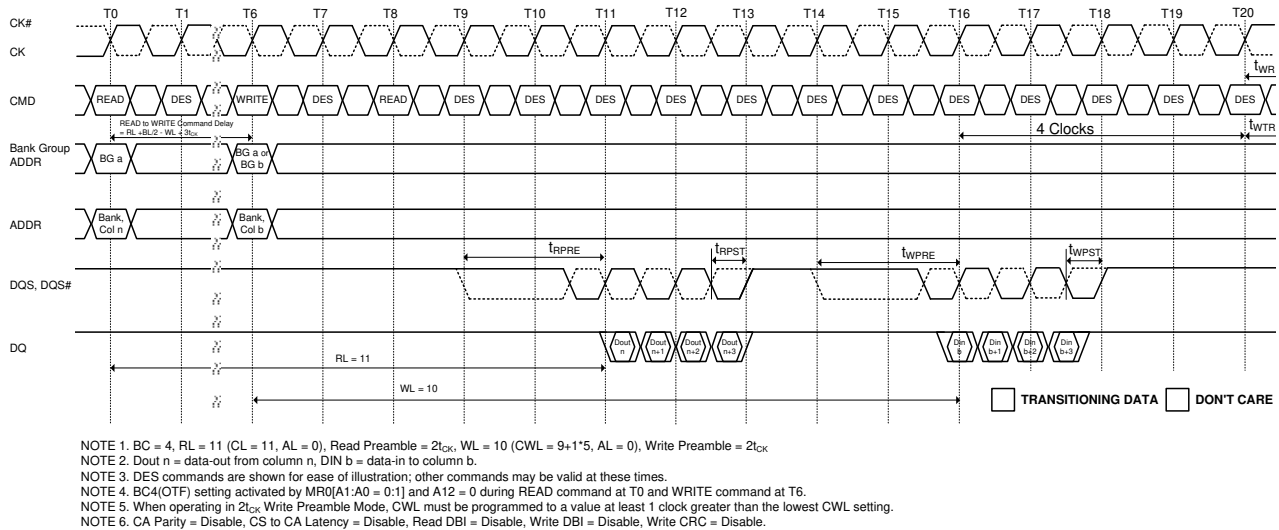 T0 T1 T6 T7 T8 T9 T10 T11 T12 T13 T14 T15 T16 T17 T18 T19 T20
CK#
CK
tWR
CMD READ DES WRITE DES READ DES DES DES DES DES DES DES DES DES DES DES DES
READ to WRITE Command Delay
= RL +BL/2 - WL + 3tCK
4 Clocks
tWTR
Bank Group
ADDR
BG a
BG a or
BG b
ADDR
Bank,
Col n
Bank,
Col b
tRPRE tRPST tWPRE tWPST
DQS, DQS#
DQ
Dout
n
Dout
n+1
Dout
n+2
Dout
n+3
Din
b
Din
b+1
Din
b+2
Din
b+3
RL = 11
WL = 10
TRANSITIONING DATA DON'T CARE
NOTE 1. BC = 4, RL = 11 (CL = 11, AL = 0), Read Preamble = 2tCK, WL = 10 (CWL = 9+1*5, AL = 0), Write Preamble = 2tCK
NOTE 2. Dout n = data-out from column n, DIN b = data-in to column b.
NOTE 3. DES commands are shown for ease of illustration; other commands may be valid at these times.
NOTE 4. BC4(OTF) setting activated by MR0[A1:A0 = 0:1] and A12 = 0 during READ command at T0 and WRITE command at T6.
NOTE 5. When operating in 2tCK Write Preamble Mode, CWL must be programmed to a value at least 1 clock greater than the lowest CWL setting.
NOTE 6. CA Parity = Disable, CS to CA Latency = Disable, Read DBI = Disable, Write DBI = Disable, Write CRC = Disable.